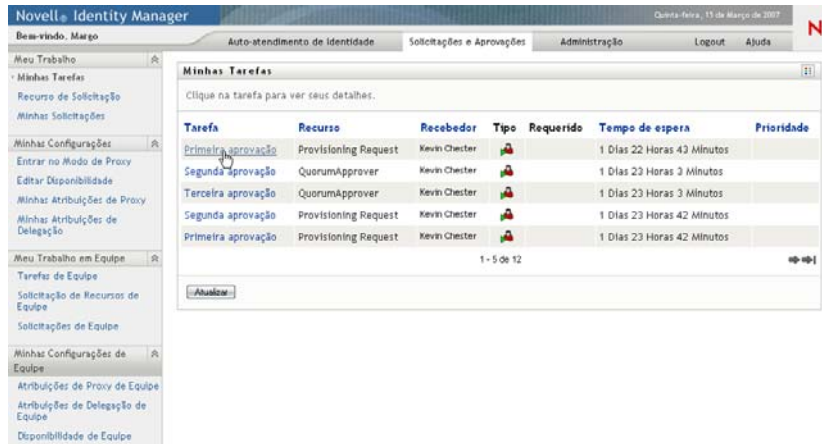 Novell® Identity Manager
Quinta-feira, 15 de Março de 2007
N
Bem-vindo, Margo
Auto-atendimento de Identidade
Solicitações e Aprovações
Administração
Logout
Ajuda
Meu Trabalho
Minhas Tarefas
Recurso de Solicitação
Minhas Solicitações
Minhas Configurações
Entrar no Modo de Proxy
Editar Disponibilidade
Minhas Atribuições de Proxy
Minhas Atribuições de
Delegação
Meu Trabalho em Equipe
Tarefas de Equipe
Solicitação de Recursos de
Equipe
Solicitações de Equipe
Minhas Configurações de
Equipe
Atribuições de Proxy de Equipe
Atribuições de Delegação de
Equipe
Disponibilidade de Equipe
Minhas Tarefas
Clique na tarefa para ver seus detalhes.
Tarefa Recurso Recebedor Tipo Requerido Tempo de espera Prioridade
Primeira aprovação Provisioning Request Kevin Chester 1 Dias 22 Horas 43 Minutos
Segunda aprovação QuorumApprover Kevin Chester 1 Dias 23 Horas 3 Minutos
Terceira aprovação QuorumApprover Kevin Chester 1 Dias 23 Horas 3 Minutos
Segunda aprovação Provisioning Request Kevin Chester 1 Dias 23 Horas 42 Minutos
Primeira aprovação Provisioning Request Kevin Chester 1 Dias 23 Horas 42 Minutos
1 - 5 de 12
Atualizar